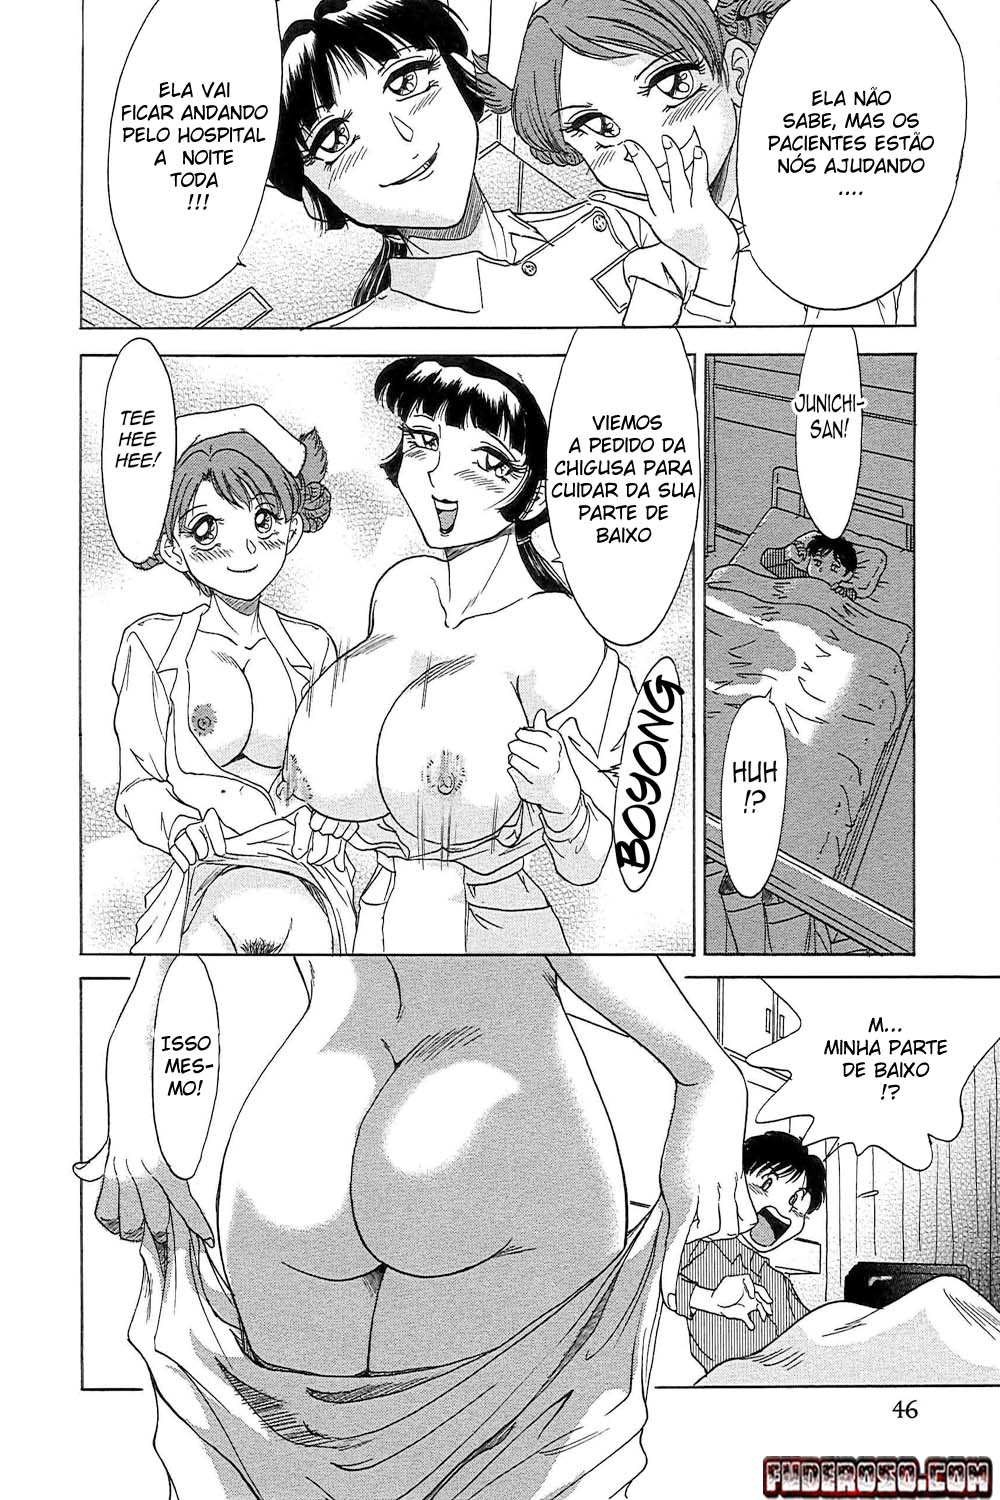 ELA NÃO
SABE, MAS OS
PACIENTES ESTÃO
NÓS AJUDANDO
....
ELA VAI
FICAR ANDANDO
PELO HOSPITAL
A NOITE
TODA
!!!
JUNICHI-
SAN!
HUH
!?
VIEMOS
A PEDIDO DA
CHIGUSA PARA
CUIDAR DA SUA
PARTE DE
BAIXO
BOYONG
TEE
HEE
HEE!
M...
MINHA PARTE
DE BAIXO
!?
ISSO
MES-
MO!
46
FUDEROSO.COM